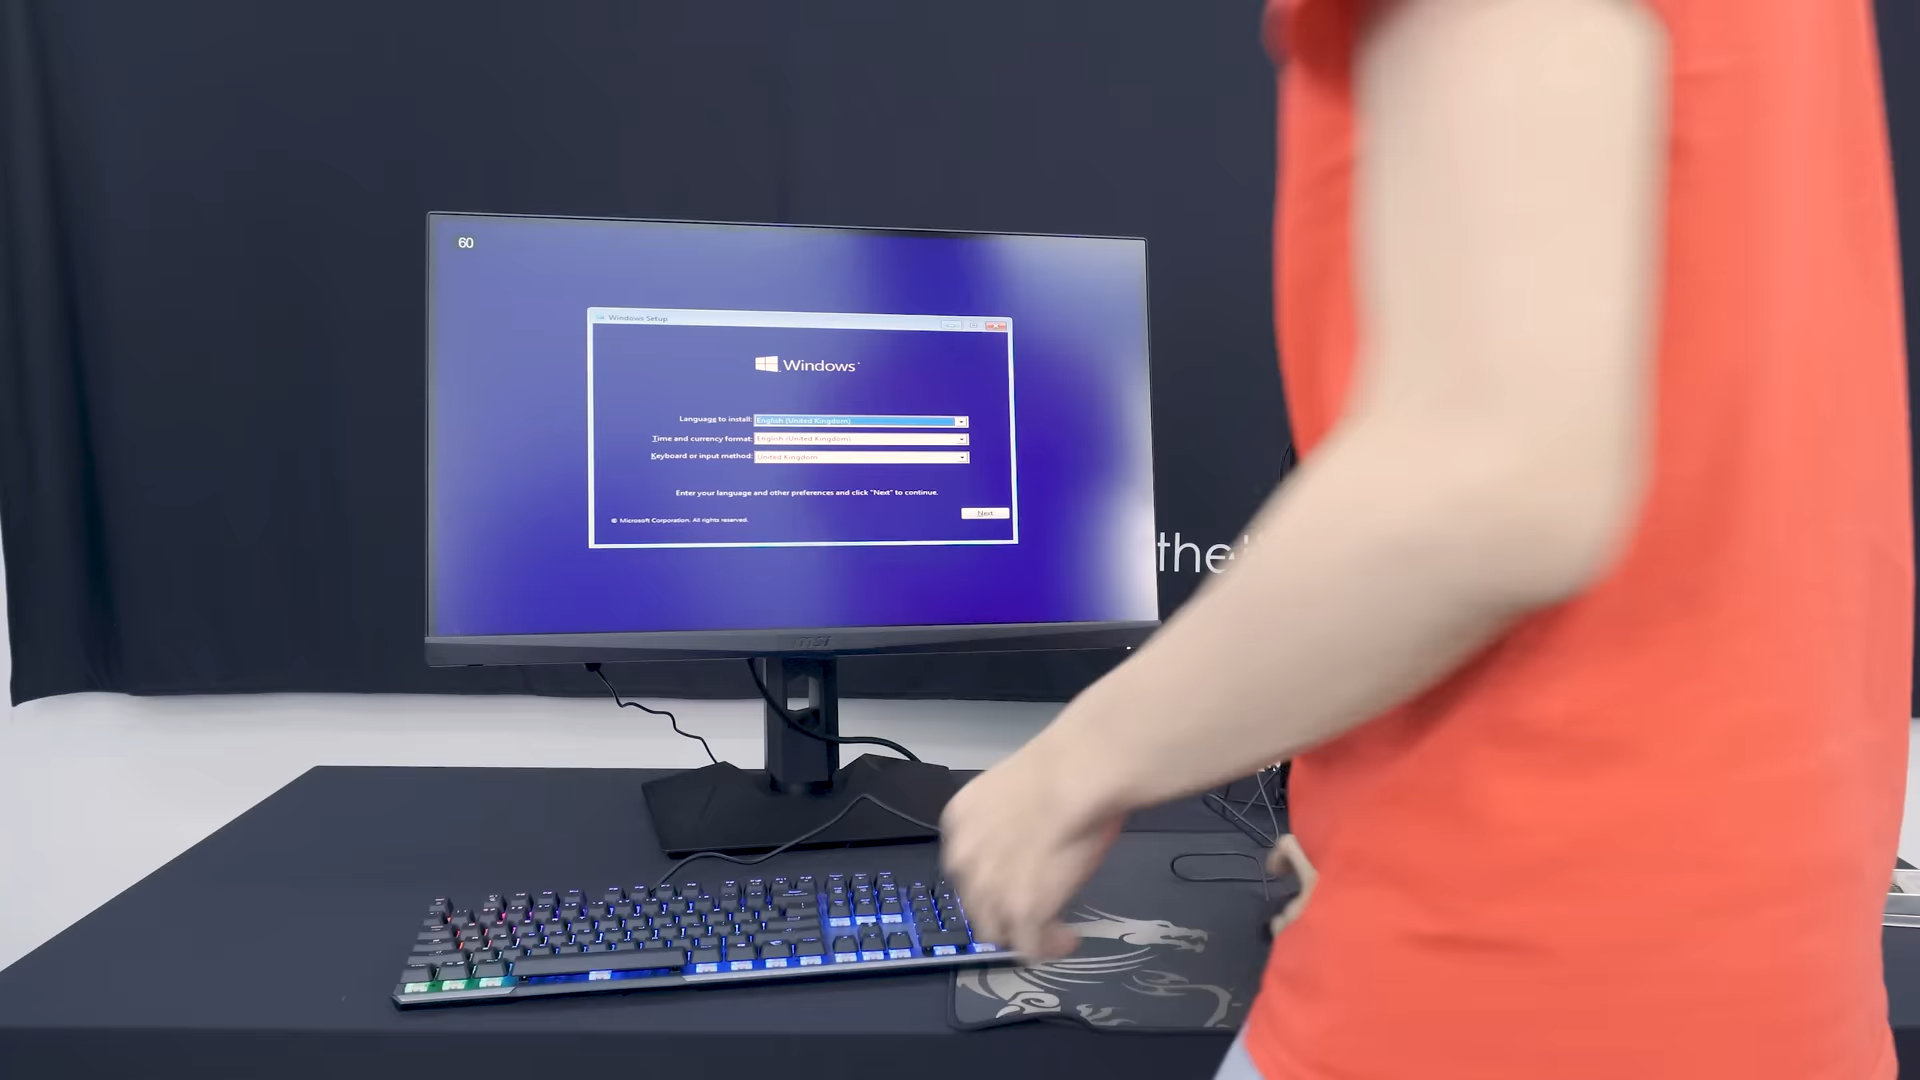 60
Windows Setup
Windows
Language to install: English (United Kingdom)
Time and currency format: English (United Kingdom)
Keyboard or input method: United Kingdom
Enter your language and other preferences and click "Next" to continue.
Next
© Microsoft Corporation. All rights reserved.
the
msi